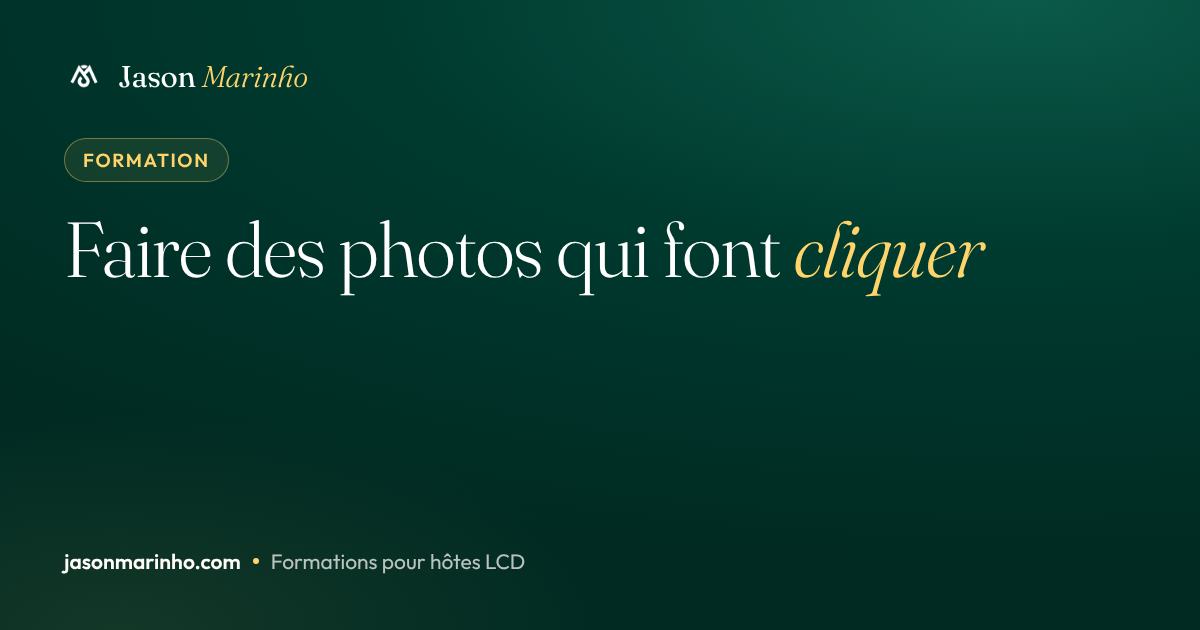 Jason Marinho
FORMATION
Faire des photos qui font cliquer
jasonmarinho.com • Formations pour hôtes LCD